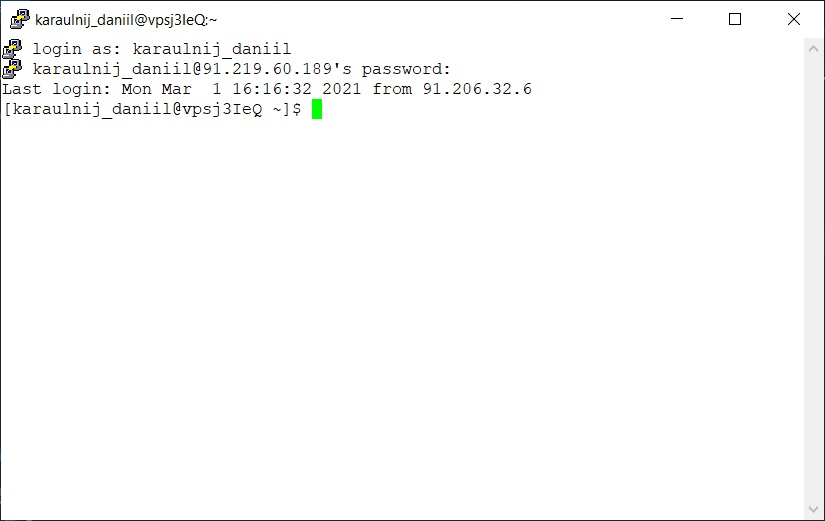 karaulnij_daniil@vpsj3IeQ:~
login as: karaulnij_daniil
karaulnij_daniil@91.219.60.189's password:
Last login: Mon Mar  1 16:16:32 2021 from 91.206.32.6
[karaulnij_daniil@vpsj3IeQ ~]$